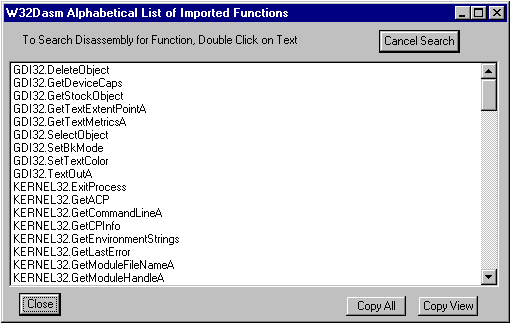 W32Dasm Alphabetical List of Imported Functions
To Search Disassembly for Function, Double Click on Text
Cancel Search
GDI32.DeleteObject
GDI32.GetDeviceCaps
GDI32.GetStockObject
GDI32.GetTextExtentPointA
GDI32.GetTextMetricsA
GDI32.SelectObject
GDI32.SetBkMode
GDI32.SetTextColor
GDI32.TextOutA
KERNEL32.ExitProcess
KERNEL32.GetACP
KERNEL32.GetCommandLineA
KERNEL32.GetCPInfo
KERNEL32.GetEnvironmentStrings
KERNEL32.GetLastError
KERNEL32.GetModuleFileNameA
KERNEL32.GetModuleHandleA
Close
Copy All
Copy View